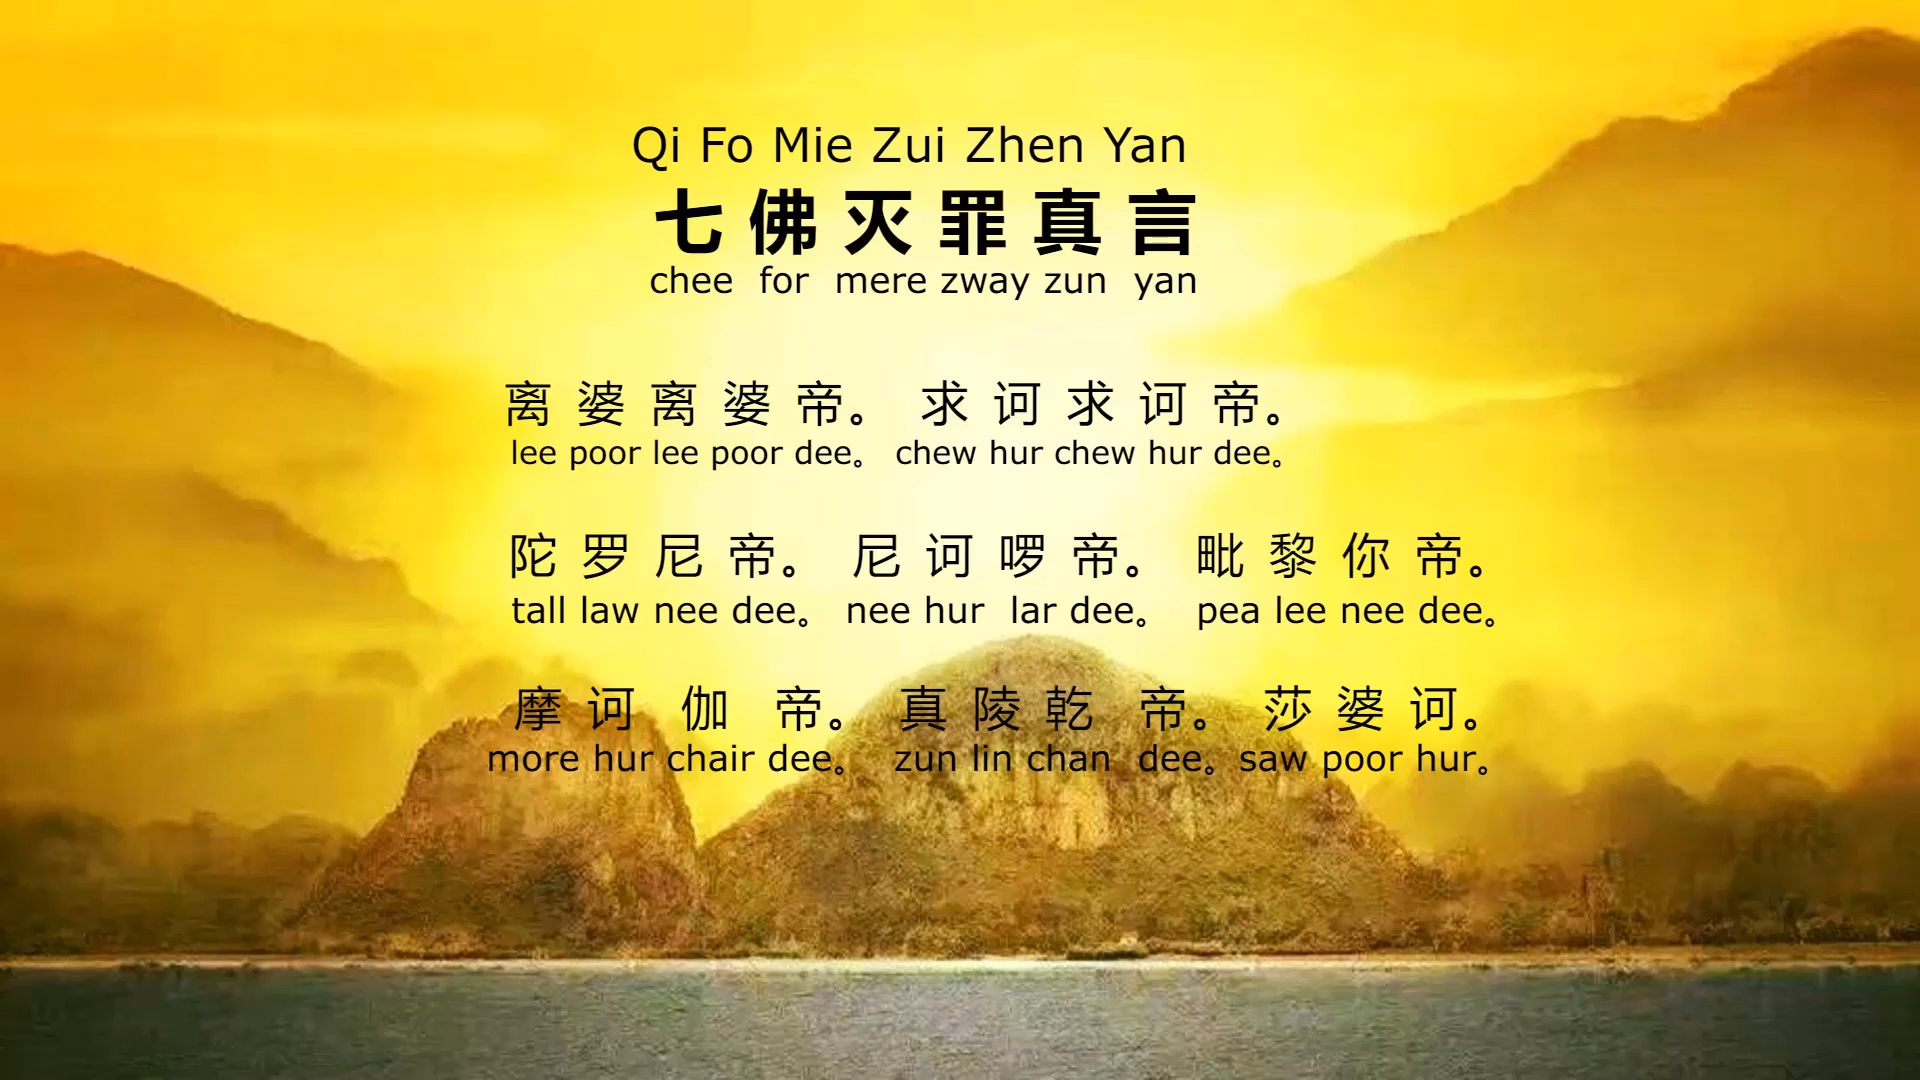 Qi Fo Mie Zui Zhen Yan
七佛灭罪真言
chee for mere zway zun yan
离婆离婆帝。 求诃求诃帝。
lee poor lee poor dee。 chew hur chew hur dee。
陀罗尼帝。 尼诃啰帝。 毗黎你帝。
tall law nee dee。 nee hur lar dee。 pea lee nee dee。
摩诃伽帝。 真陵乾帝。 莎婆诃。
more hur chair dee。 zun lin chan dee。 saw poor hur。